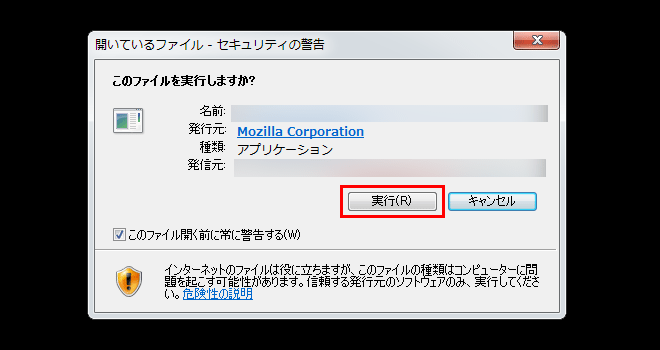 開いているファイル - セキュリティの警告
このファイルを実行しますか?
名前:
発行元: Mozilla Corporation
種類: アプリケーション
発信元:
実行(R) キャンセル
このファイル開く前に常に警告する(W)
インターネットのファイルは役に立ちますが、このファイルの種類はコンピューターに問
題を起こす可能性があります。信頼する発行元のソフトウェアのみ、実行してくださ
い。危険性の説明